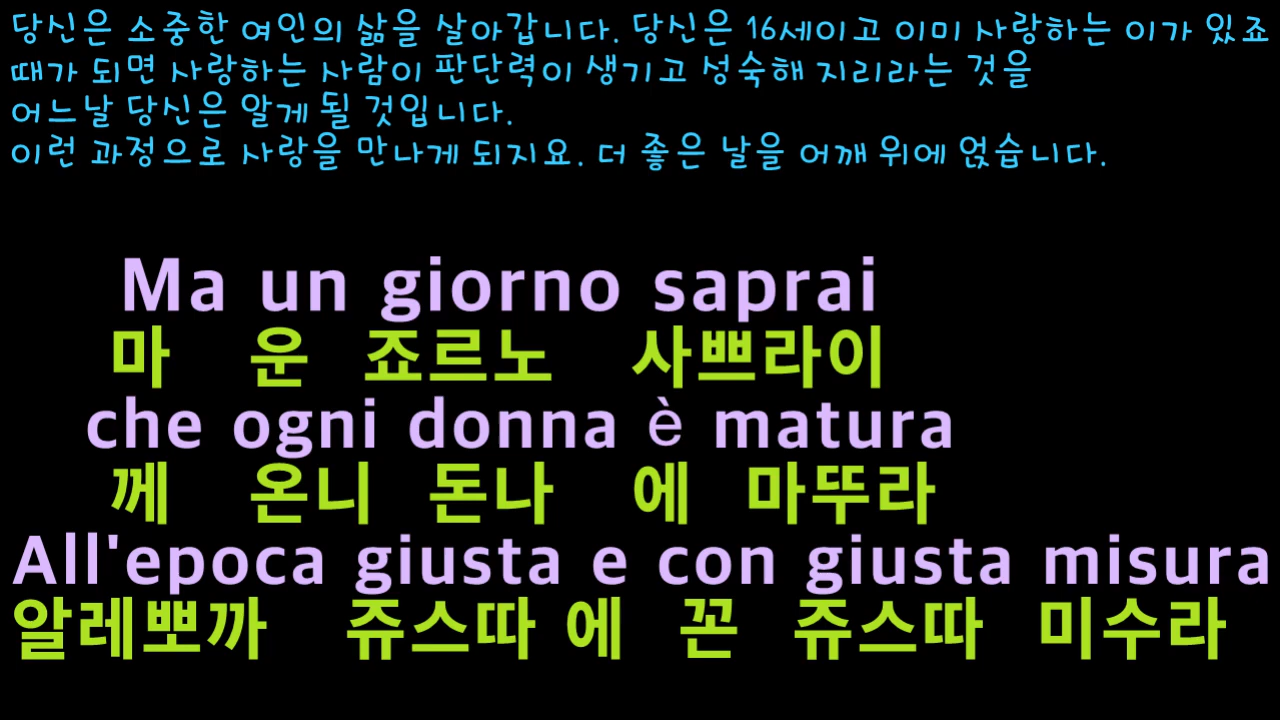 당신은 소중한 여인의 삶을 살아갑니다. 당신은 16세이고 이미 사랑하는 이가 있죠
때가 되면 사랑하는 사람이 판단력이 생기고 성숙해 지리라는 것을
어느날 당신은 알게 될 것입니다.
이런 과정으로 사랑을 만나게 되지요. 더 좋은 날을 어깨 위에 얹습니다.
Ma un giorno saprai
마 운 죠르노 사쁘라이
che ogni donna è matura
께 온니 돈나 에 마뚜라
All'epoca giusta e con giusta misura
알레뽀까 쥬스따 에 꼰 쥬스따 미수라